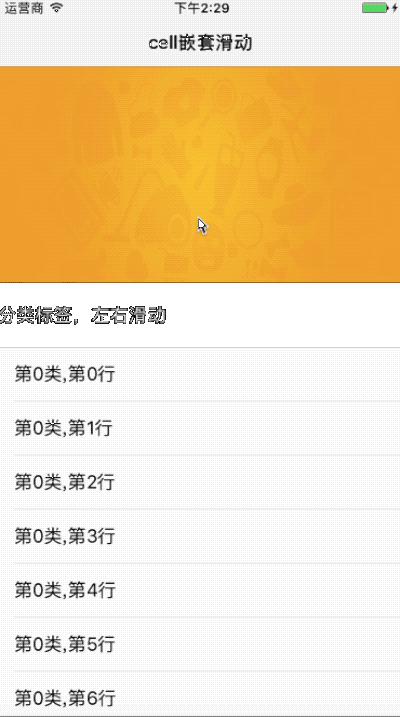 运营商 下午2:29
cell嵌套滑动
分类标签，左右滑动
第0类,第0行
第0类,第1行
第0类,第2行
第0类,第3行
第0类,第4行
第0类,第5行
第0类,第6行